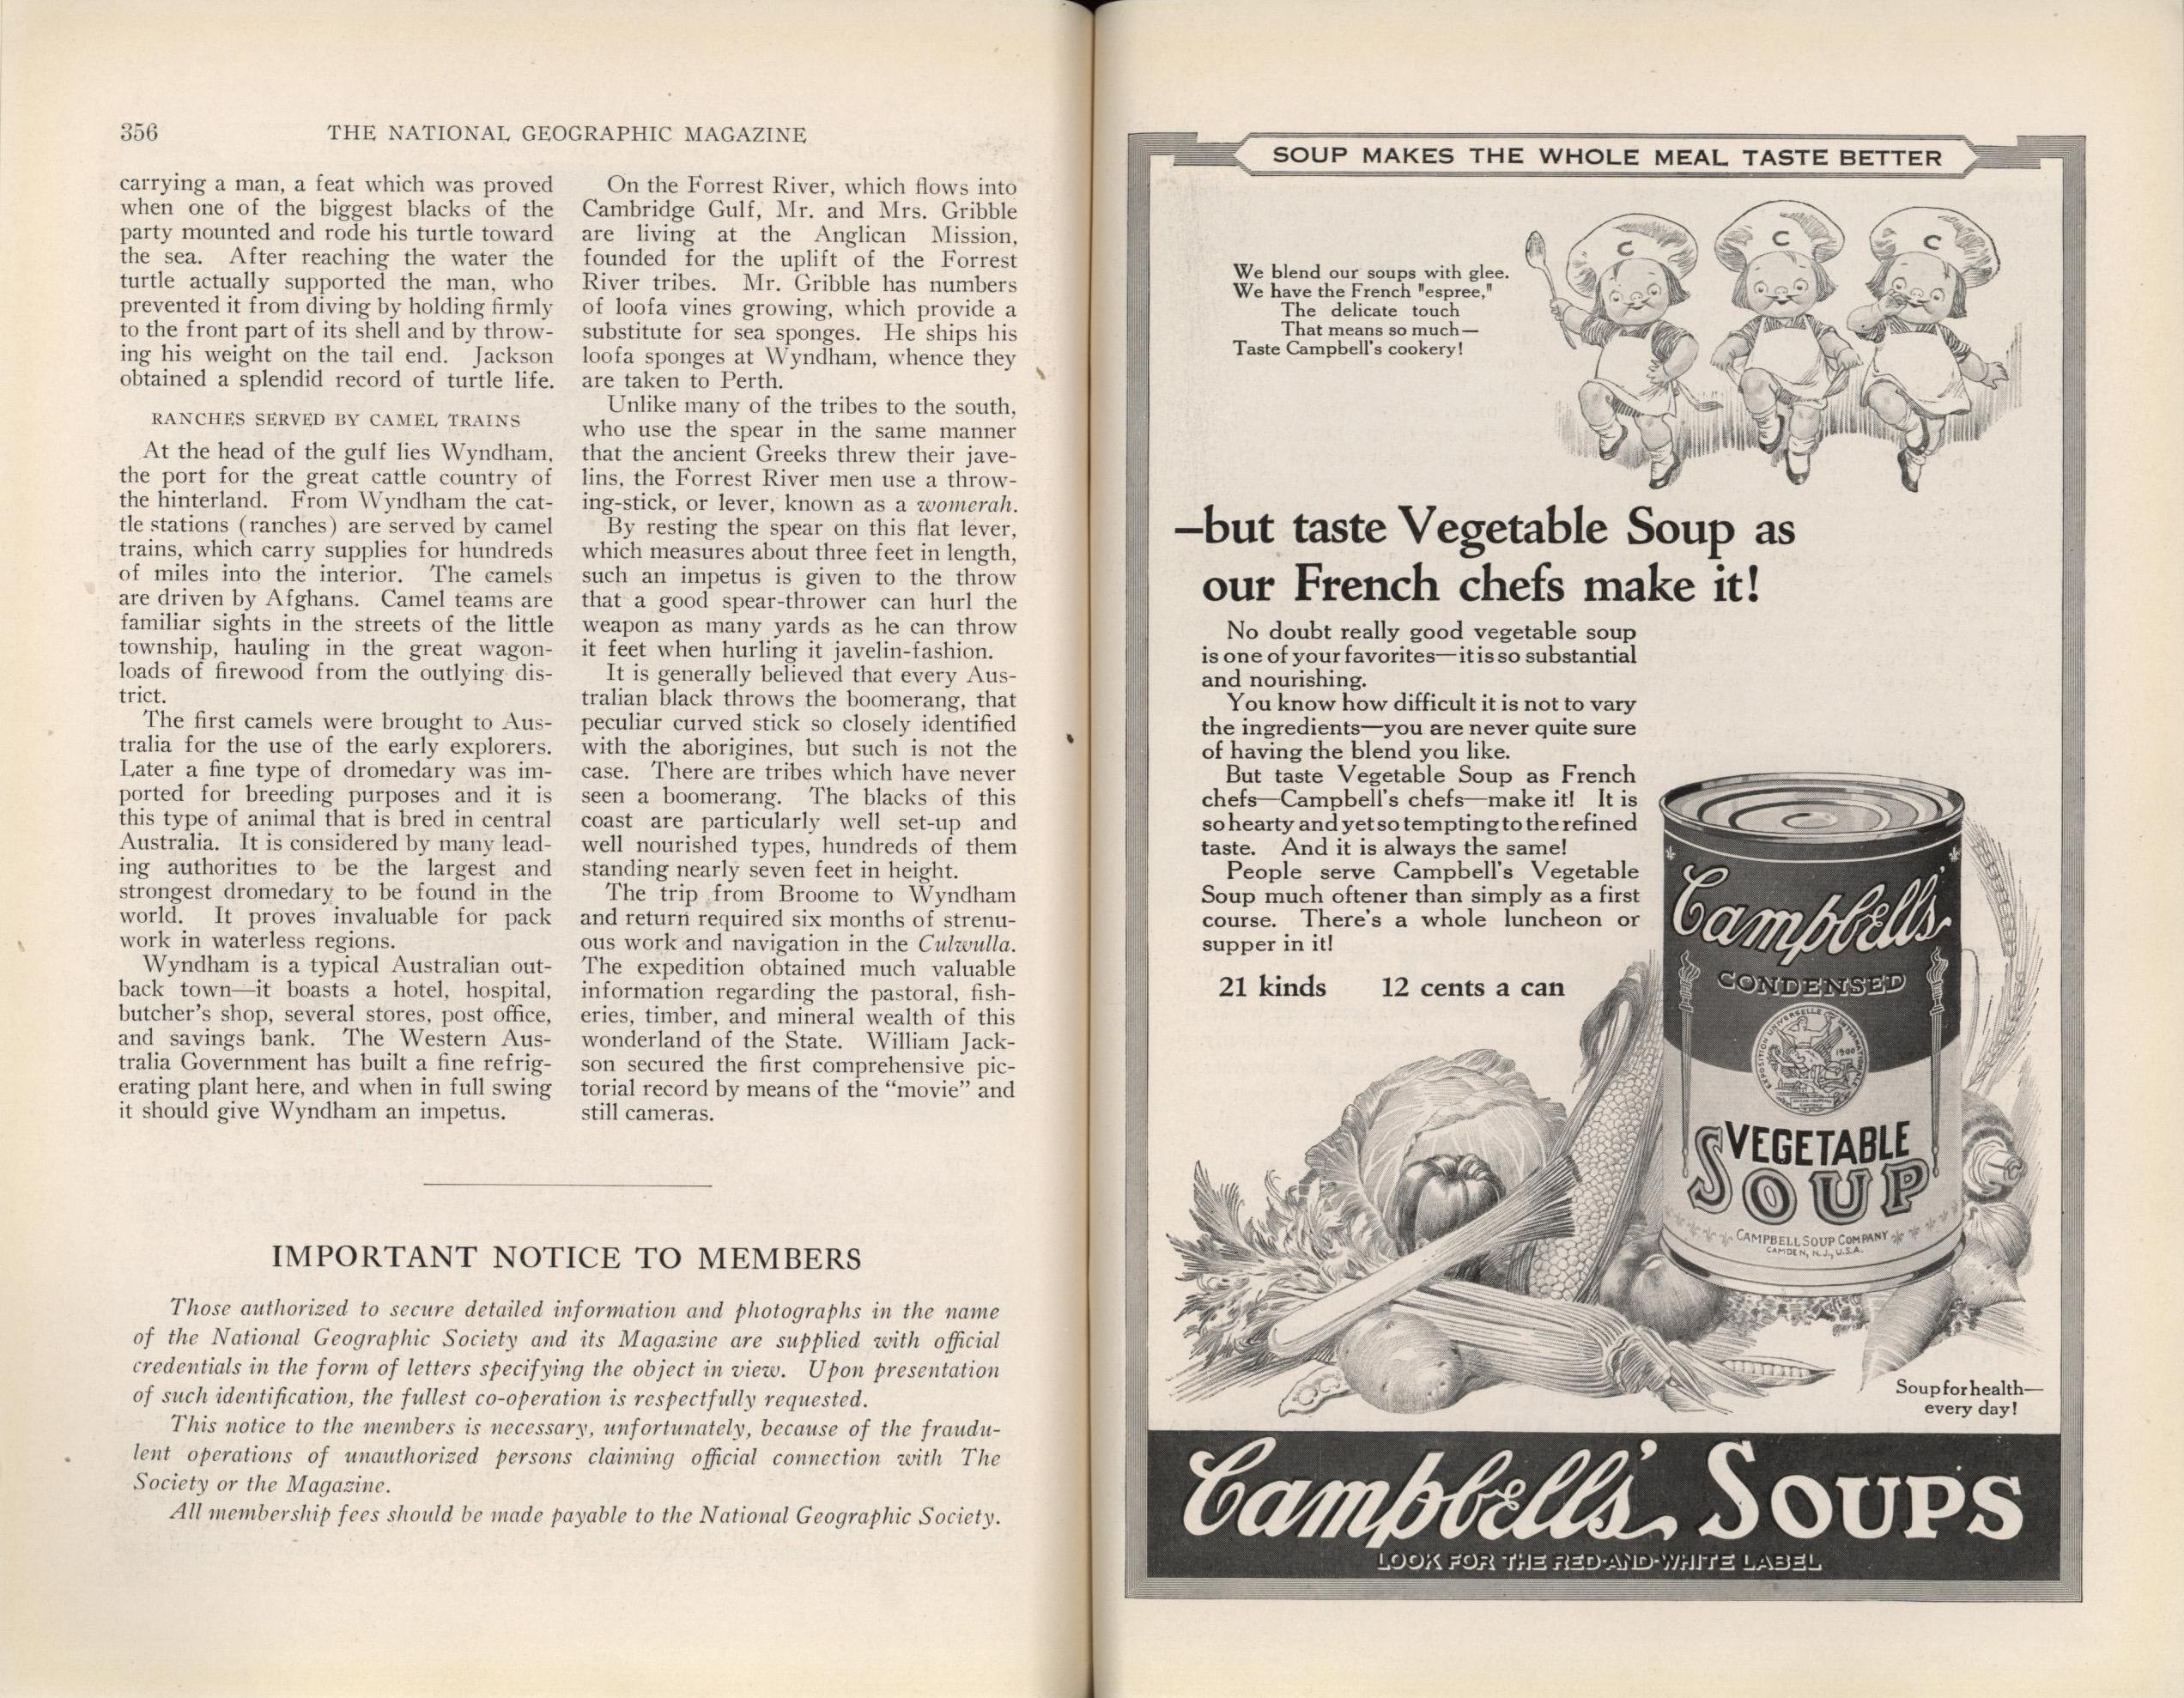 356
THE NATIONAL GEOGRAPHIC MAGAZINE
carrying a man, a feat which was proved
when one of the biggest blacks of the
party mounted and rode his turtle toward
the sea. After reaching the water the
turtle actually supported the man, who
prevented it from diving by holding firmly
to the front part of its shell and by throw-
ing his weight on the tail end. Jackson
obtained a splendid record of turtle life.
RANCHES SERVED BY CAMEL TRAINS
At the head of the gulf lies Wyndham,
the port for the great cattle country of
the hinterland. From Wyndham the cat-
tle stations (ranches) are served by camel
trains, which carry supplies for hundreds
of miles into the interior. The camels
are driven by Afghans. Camel teams are
familiar sights in the streets of the little
township, hauling in the great wagon-
loads of firewood from the outlying dis-
trict.
The first camels were brought to Aus-
tralia for the use of the early explorers.
Later a fine type of dromedary was im-
ported for breeding purposes and it is
this type of animal that is bred in central
Australia. It is considered by many lead-
ing authorities to be the largest and
strongest dromedary to be found in the
world. It proves invaluable for pack
work in waterless regions.
Wyndham is a typical Australian out-
back town—it boasts a hotel, hospital,
butcher's shop, several stores, post office,
and savings bank. The Western Aus-
tralia Government has built a fine refrig-
erating plant here, and when in full swing
it should give Wyndham an impetus.
On the Forrest River, which flows into
Cambridge Gulf, Mr. and Mrs. Gribble
are living at the Anglican Mission,
founded for the uplift of the Forrest
River tribes. Mr. Gribble has numbers
of loofa vines growing, which provide a
substitute for sea sponges. He ships his
loofa sponges at Wyndham, whence they
are taken to Perth.
Unlike many of the tribes to the south,
who use the spear in the same manner
that the ancient Greeks threw their jave-
lins, the Forrest River men use a throw-
ing-stick, or lever, known as a womerah.
By resting the spear on this flat lever,
which measures about three feet in length,
such an impetus is given to the throw
that a good spear-thrower can hurl the
weapon as many yards as he can throw
it feet when hurling it javelin-fashion.
It is generally believed that every Aus-
tralian black throws the boomerang, that
peculiar curved stick so closely identified
with the aborigines, but such is not the
case. There are tribes which have never
seen a boomerang. The blacks of this
coast are particularly well set-up and
well nourished types, hundreds of them
standing nearly seven feet in height.
The trip from Broome to Wyndham
and return required six months of strenu-
ous work and navigation in the Culwulla.
The expedition obtained much valuable
information regarding the pastoral, fish-
eries, timber, and mineral wealth of this
wonderland of the State. William Jack-
son secured the first comprehensive pic-
torial record by means of the "movie" and
still cameras.
IMPORTANT NOTICE TO MEMBERS
Those authorized to secure detailed information and photographs in the name
of the National Geographic Society and its Magazine are supplied with official
credentials in the form of letters specifying the object in view. Upon presentation
of such identification, the fullest co-operation is respectfully requested.
This notice to the members is necessary, unfortunately, because of the fraudu-
lent operations of unauthorized persons claiming official connection with The
Society or the Magazine.
All membership fees should be made payable to the National Geographic Society.
SOUP MAKES THE WHOLE MEAL TASTE BETTER
C
C
C
We blend our soups with glee.
We have the French "espree,"
The delicate touch
That means so much—
Taste Campbell's cookery!
–but taste Vegetable Soup as
our French chefs make it!
No doubt really good vegetable soup
is one of your favorites—it is so substantial
and nourishing.
You know how difficult it is not to vary
the ingredients—you are never quite sure
of having the blend you like.
But taste Vegetable Soup as French
chefs—Campbell's chefs—make it! It is
so hearty and yet so tempting to the refined
taste. And it is always the same!
People serve Campbell's Vegetable
Soup much oftener than simply as a first
course. There's a whole luncheon or
supper in it!
21 kinds 12 cents a can
Campbell's
CONDENSED
EXPOSITION UNIVERSELLE INTERNATIONALE
1900
VEGETABLE
SOUP
CAMPBELL SOUP COMPANY
CAMDEN, N.J., U.S.A.
Soup for health—
every day!
Campbell's SOUPS
LOOK FOR THE RED-AND-WHITE LABEL